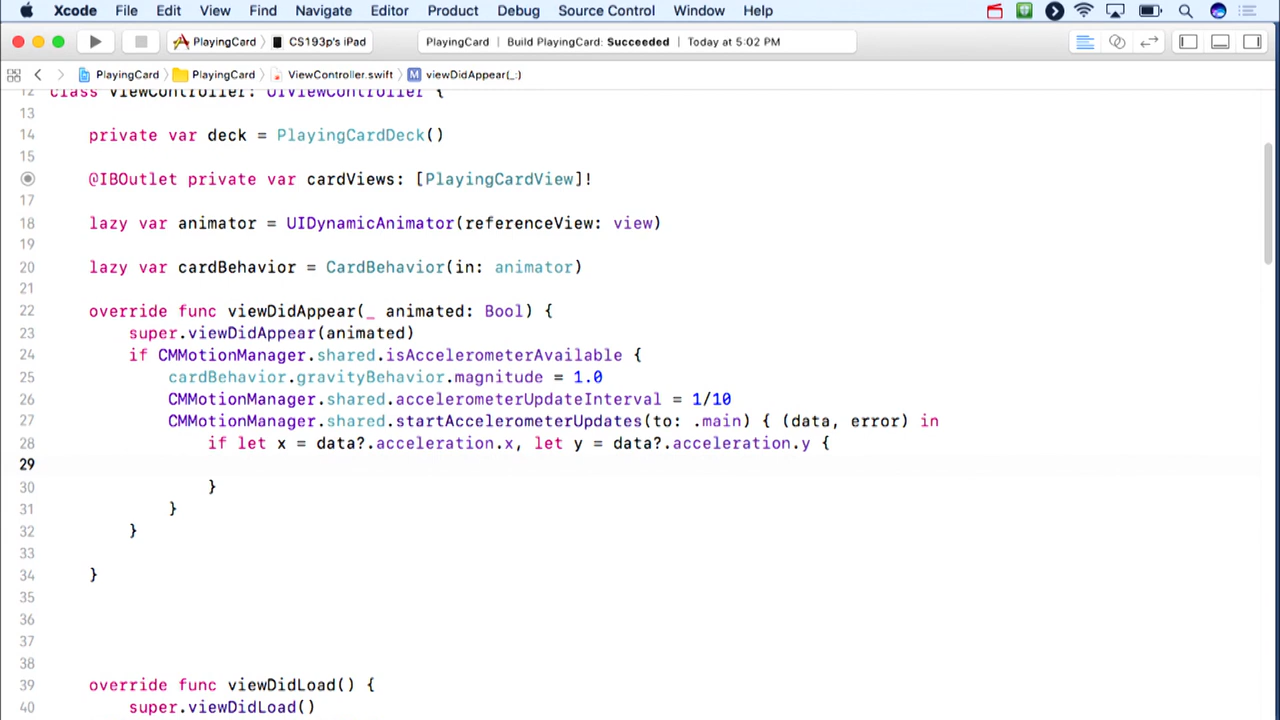 Xcode File Edit View Find Navigate Editor Product Debug Source Control Window Help
PlayingCard CS193p's iPad PlayingCard Build PlayingCard: Succeeded Today at 5:02 PM
PlayingCard PlayingCard ViewController.swift M viewDidAppear(_:)
12 class ViewController: UIViewController {
13
14 private var deck = PlayingCardDeck()
15
@IBOutlet private var cardViews: [PlayingCardView]!
17
18 lazy var animator = UIDynamicAnimator(referenceView: view)
19
20 lazy var cardBehavior = CardBehavior(in: animator)
21
22 override func viewDidAppear(_ animated: Bool) {
23 super.viewDidAppear(animated)
24 if CMMotionManager.shared.isAccelerometerAvailable {
25 cardBehavior.gravityBehavior.magnitude = 1.0
26 CMMotionManager.shared.accelerometerUpdateInterval = 1/10
27 CMMotionManager.shared.startAccelerometerUpdates(to: .main) { (data, error) in
28 if let x = data?.acceleration.x, let y = data?.acceleration.y {
29
30 }
31 }
32 }
33
34 }
35
36
37
38
39 override func viewDidLoad() {
40 super.viewDidLoad()